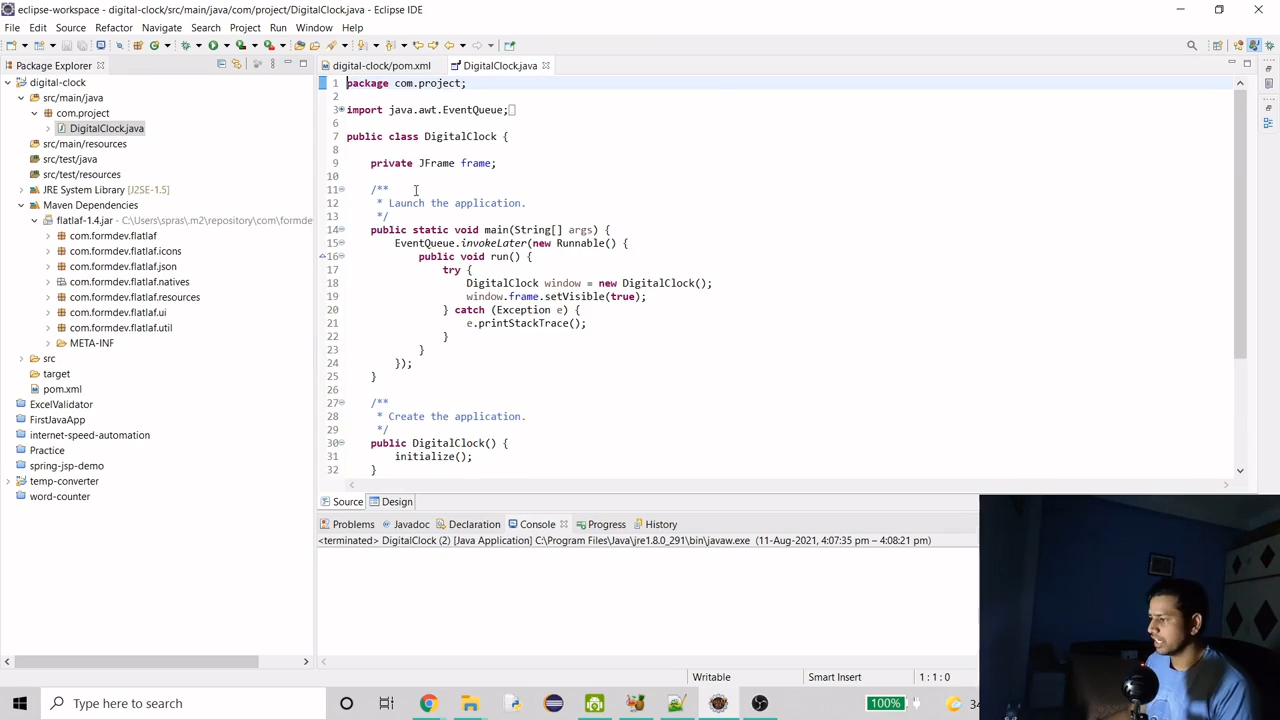 eclipse-workspace - digital-clock/src/main/java/com/project/DigitalClock.java - Eclipse IDE
File Edit Source Refactor Navigate Search Project Run Window Help
Package Explorer
digital-clock/pom.xml
DigitalClock.java
digital-clock
src/main/java
com.project
DigitalClock.java
src/main/resources
src/test/java
src/test/resources
JRE System Library [J2SE-1.5]
Maven Dependencies
flatlaf-1.4.jar - C:\Users\spras\.m2\repository\com\formdev
com.formdev.flatlaf
com.formdev.flatlaf.icons
com.formdev.flatlaf.json
com.formdev.flatlaf.natives
com.formdev.flatlaf.resources
com.formdev.flatlaf.ui
com.formdev.flatlaf.util
META-INF
src
target
pom.xml
ExcelValidator
FirstJavaApp
internet-speed-automation
Practice
spring-jsp-demo
temp-converter
word-counter
1 package com.project;
2
3 import java.awt.EventQueue;
6
7 public class DigitalClock {
8
9 private JFrame frame;
10
11 /**
12 * Launch the application.
13 */
14 public static void main(String[] args) {
15 EventQueue.invokeLater(new Runnable() {
16 public void run() {
17 try {
18 DigitalClock window = new DigitalClock();
19 window.frame.setVisible(true);
20 } catch (Exception e) {
21 e.printStackTrace();
22 }
23 }
24 });
25 }
26
27 /**
28 * Create the application.
29 */
30 public DigitalClock() {
31 initialize();
32 }
Source Design
Problems Javadoc Declaration Console Progress History
<terminated> DigitalClock (2) [Java Application] C:\Program Files\Java\jre1.8.0_291\bin\javaw.exe (11-Aug-2021, 4:07:35 pm – 4:08:21 pm)
Writable Smart Insert 1 : 1 : 0
Type here to search
100%